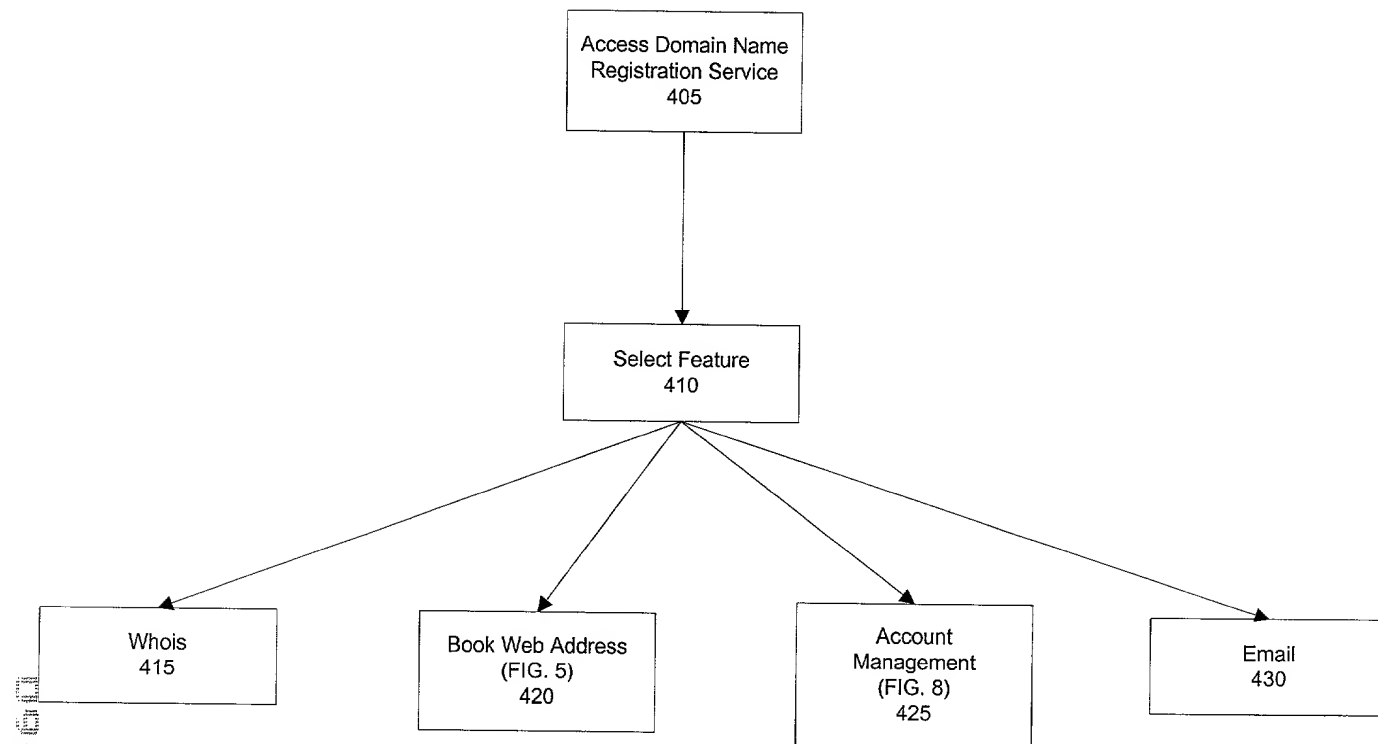 Access Domain Name
Registration Service
405
Select Feature
410
Whois
415
Book Web Address
(FIG. 5)
420
Account
Management
(FIG. 8)
425
Email
430